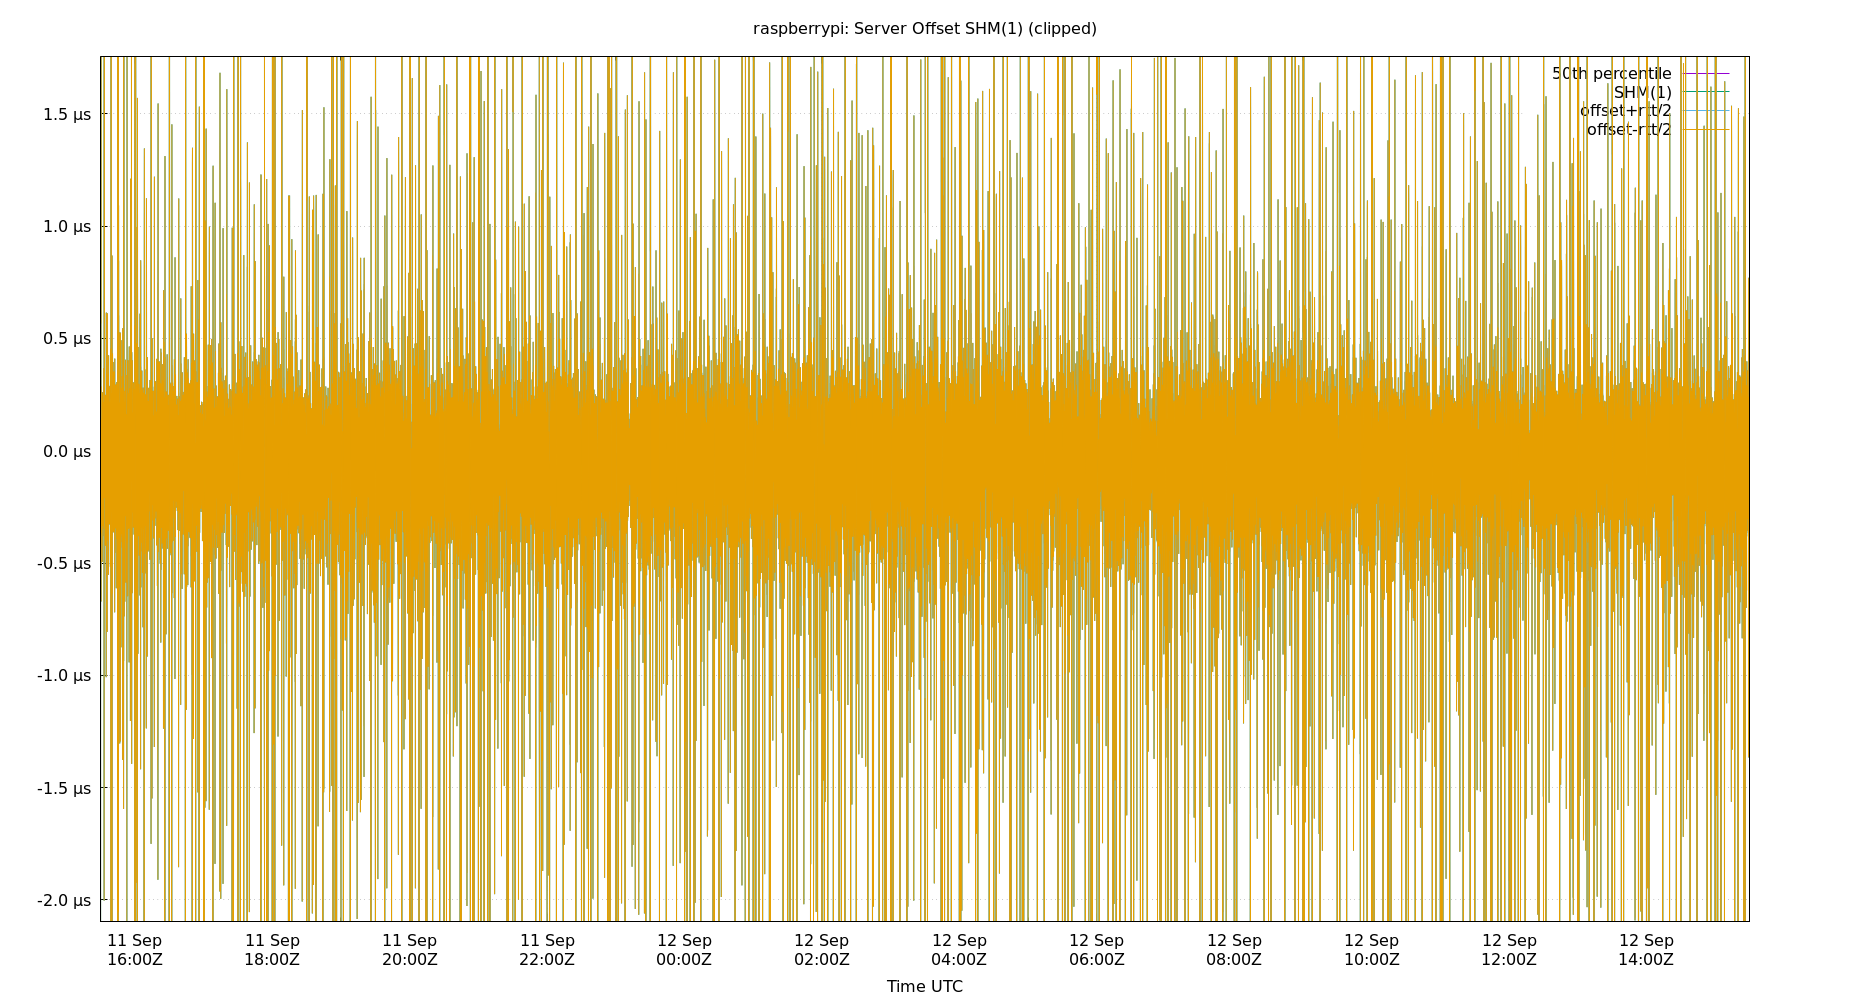 raspberrypi: Server Offset SHM(1) (clipped)
50th percentile
SHM(1)
offset+rtt/2
offset-rtt/2
1.5 µs
1.0 µs
0.5 µs
0.0 µs
-0.5 µs
-1.0 µs
-1.5 µs
-2.0 µs
11 Sep 11 Sep 11 Sep 11 Sep 12 Sep 12 Sep 12 Sep 12 Sep 12 Sep 12 Sep 12 Sep 12 Sep
16:00Z 18:00Z 20:00Z 22:00Z 00:00Z 02:00Z 04:00Z 06:00Z 08:00Z 10:00Z 12:00Z 14:00Z
Time UTC